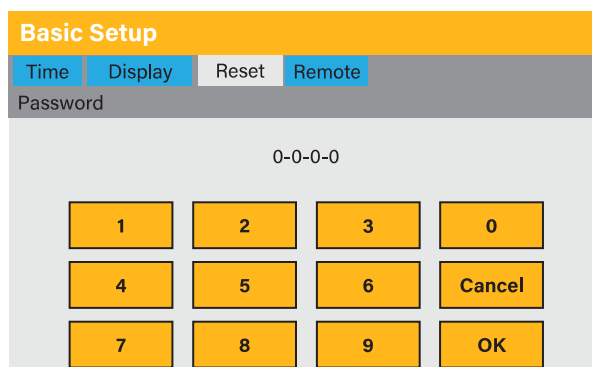 Basic Setup
Time Display Reset Remote
Password
0-0-0-0
1 2 3 0
4 5 6 Cancel
7 8 9 OK